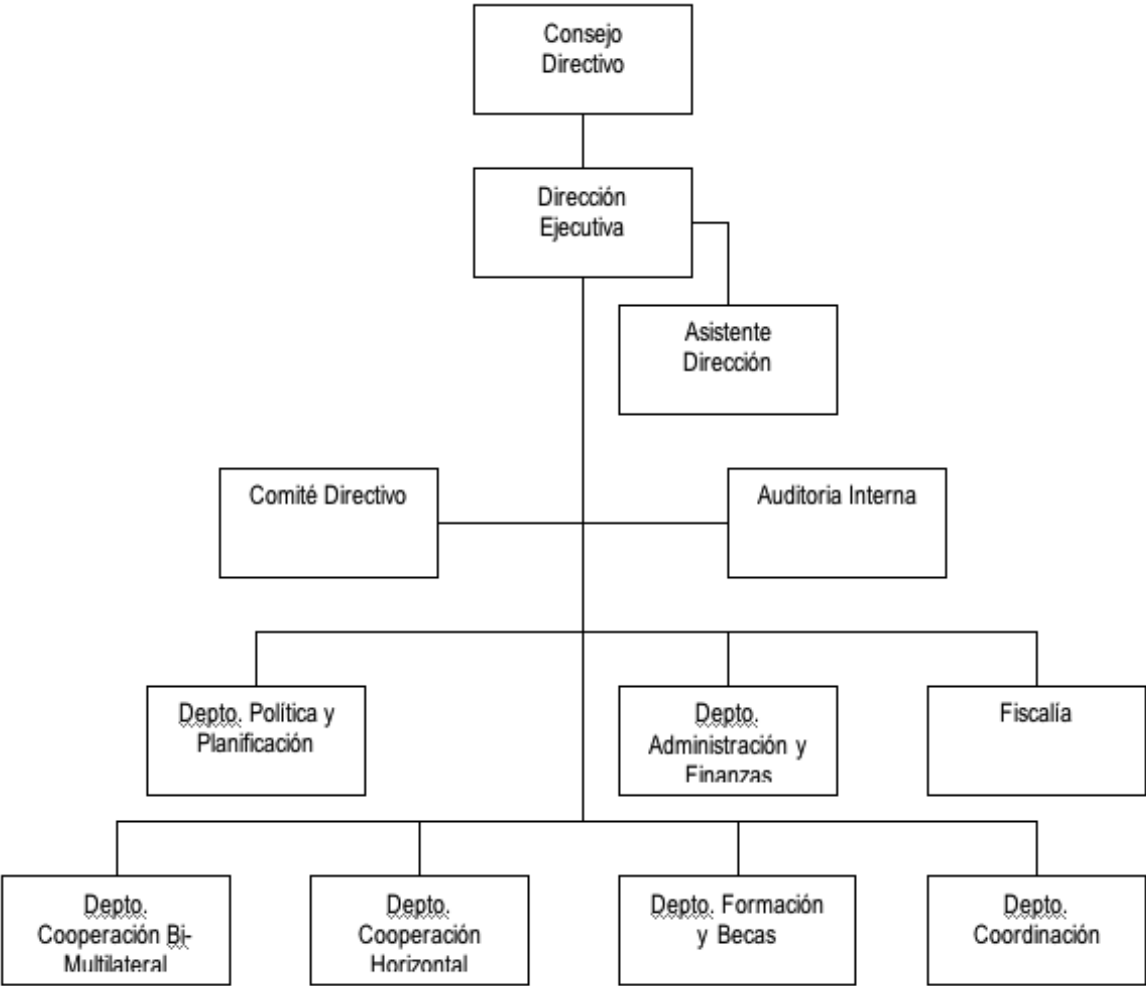 Consejo
Directivo
Dirección
Ejecutiva
Asistente
Dirección
Comité Directivo
Auditoria Interna
Depto. Política y
Planificación
Depto.
Administración y
Finanzas
Fiscalía
Depto.
Cooperación Bi-
Multilateral
Depto.
Cooperación
Horizontal
Depto. Formación
y Becas
Depto.
Coordinación